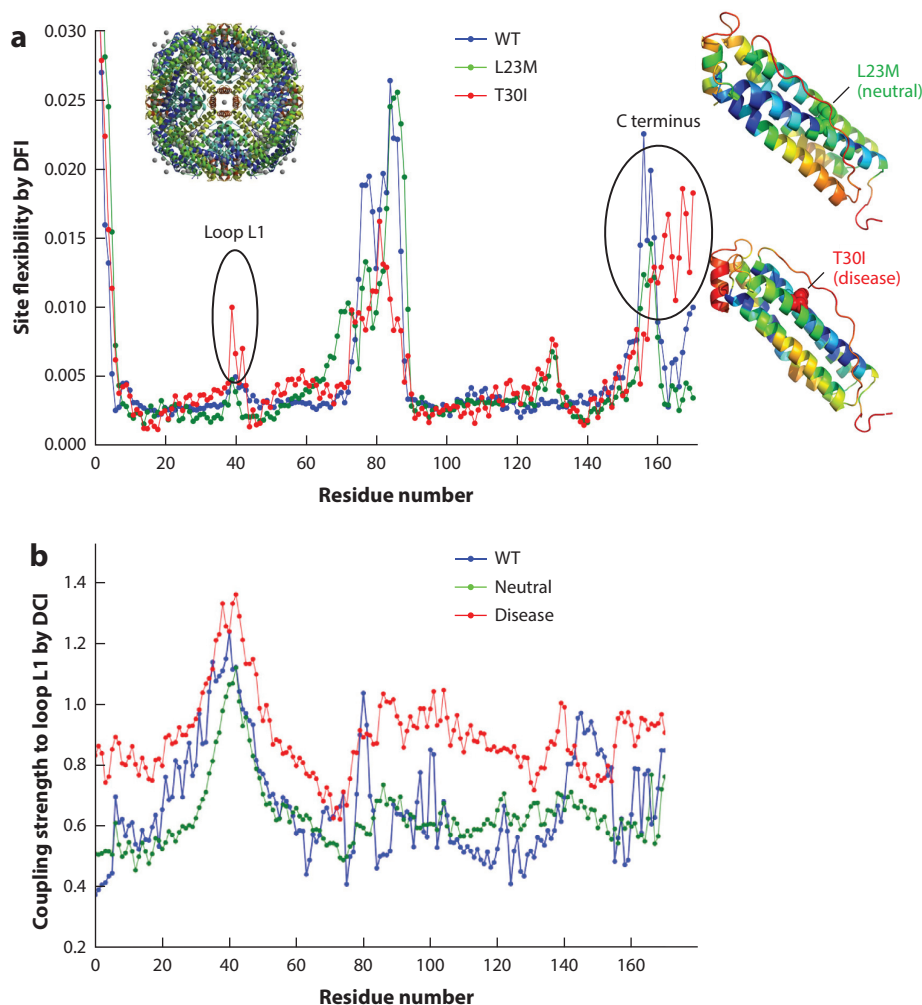 a
0.030
0.025
0.020
0.015
0.010
0.005
0.000
Site flexibility by DFI
WT
L23M
T30I
Loop L1
C terminus
L23M
(neutral)
T30I
(disease)
0 20 40 60 80 100 120 140 160
Residue number
b
1.4
1.2
1.0
0.8
0.6
0.4
0.2
Coupling strength to loop L1 by DCI
WT
Neutral
Disease
0 20 40 60 80 100 120 140 160
Residue number